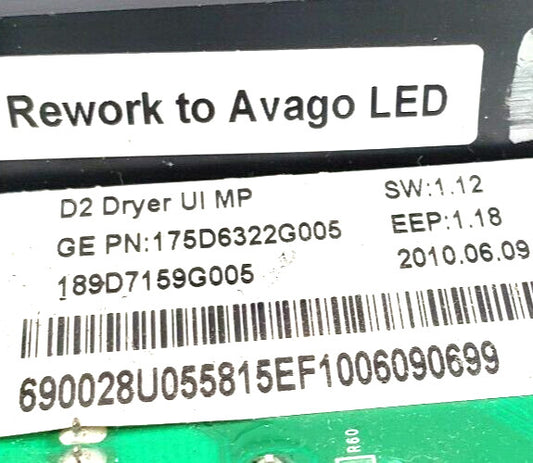 Rework to Avago LED
D2 Dryer UI MP
SW:1.12
GE PN:175D6322G005
EEP:1.18
189D7159G005
2010.06.09
690028U055815EF1006090699
R60